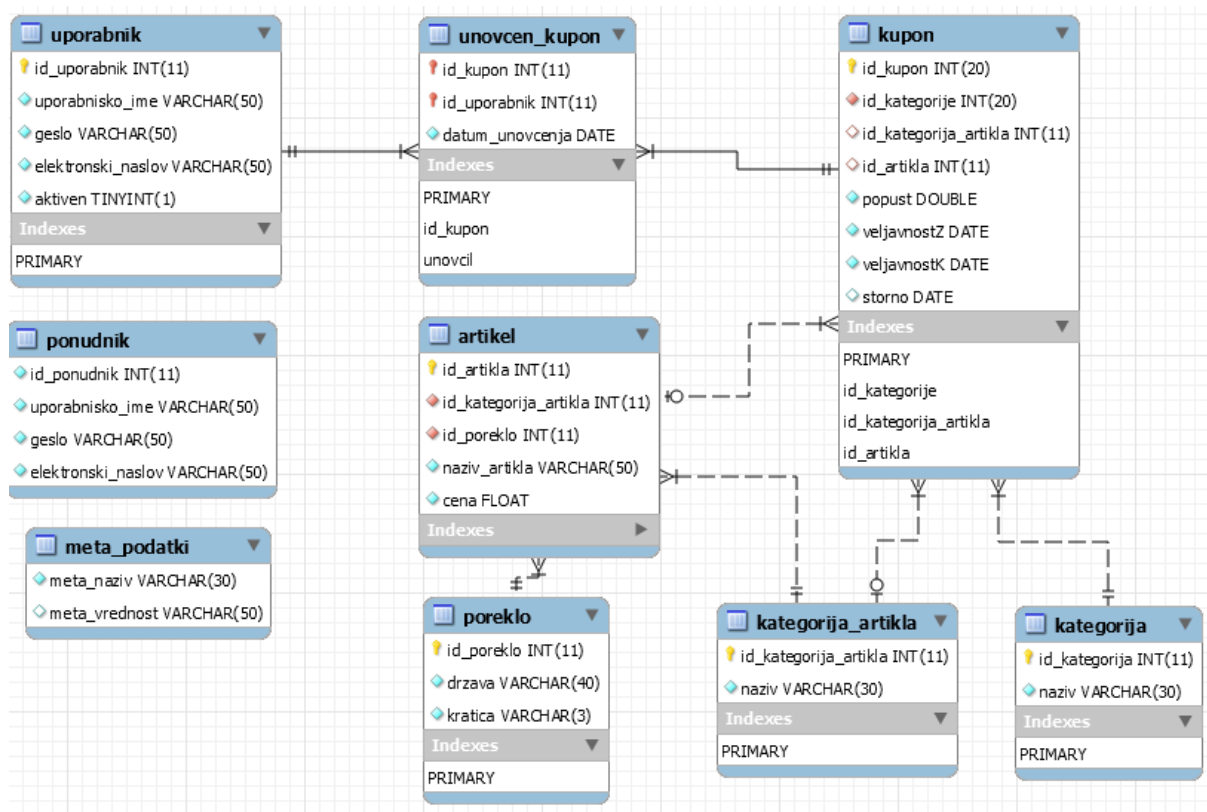 uporabnik
id_uporabnik INT(11)
uporabnisko_ime VARCHAR(50)
geslo VARCHAR(50)
elektronski_naslov VARCHAR(50)
aktiven TINYINT(1)
Indexes
PRIMARY
unovcen_kupon
id_kupon INT(11)
id_uporabnik INT(11)
datum_unovcenja DATE
Indexes
PRIMARY
id_kupon
unovcil
kupon
id_kupon INT(20)
id_kategorije INT(20)
id_kategorija_artikla INT(11)
id_artikla INT(11)
popust DOUBLE
veljavnostZ DATE
veljavnostK DATE
storno DATE
Indexes
PRIMARY
id_kategorije
id_kategorija_artikla
id_artikla
ponudnik
id_ponudnik INT(11)
uporabnisko_ime VARCHAR(50)
geslo VARCHAR(50)
elektronski_naslov VARCHAR(50)
artikel
id_artikla INT(11)
id_kategorija_artikla INT(11)
id_poreklo INT(11)
naziv_artikla VARCHAR(50)
cena FLOAT
Indexes
meta_podatki
meta_naziv VARCHAR(30)
meta_vrednost VARCHAR(50)
poreklo
id_poreklo INT(11)
drzava VARCHAR(40)
kratica VARCHAR(3)
Indexes
PRIMARY
kategorija_artikla
id_kategorija_artikla INT(11)
naziv VARCHAR(30)
Indexes
PRIMARY
kategorija
id_kategorija INT(11)
naziv VARCHAR(30)
Indexes
PRIMARY